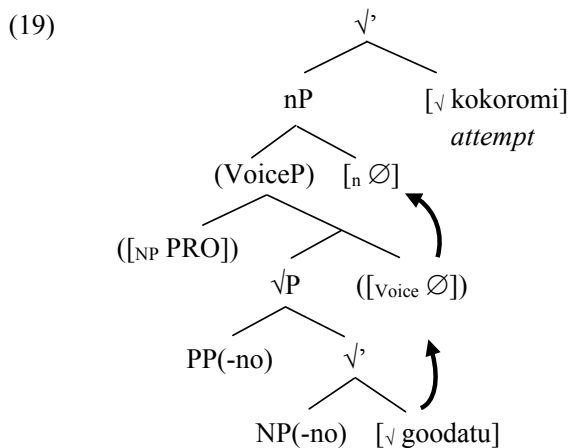 (19)
√’
nP [√ kokoromi]
attempt
(VoiceP) [n ∅]
([NP PRO])
√P ([Voice ∅])
PP(-no) √’
NP(-no) [√ goodatu]